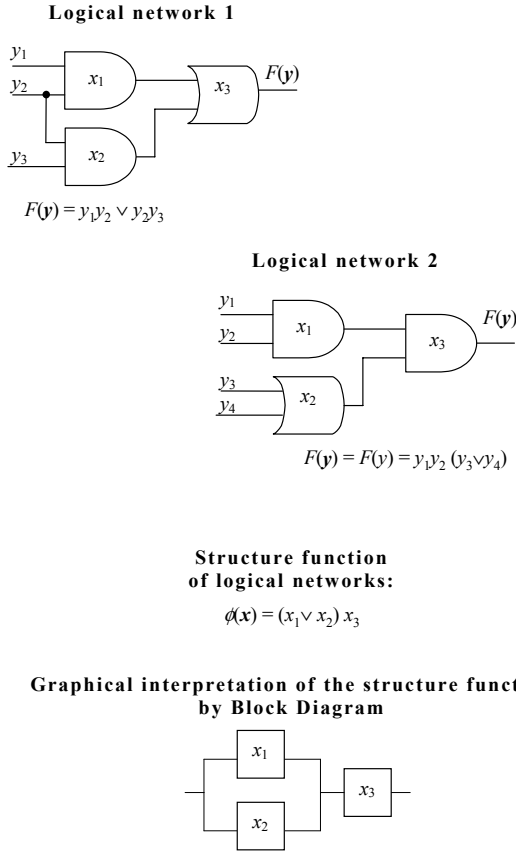 Logical network 1
y₁
y₂
y₃
x₁
x₂
x₃
F(y)
F(y) = y₁y₂ ∨ y₂y₃
Logical network 2
y₁
y₂
y₃
y₄
x₁
x₂
x₃
F(y)
F(y) = F(y) = y₁y₂ (y₃∨y₄)
Structure function
of logical networks:
ϕ(x) = (x₁∨ x₂) x₃
Graphical interpretation of the structure funct
by Block Diagram
x₁
x₂
x₃